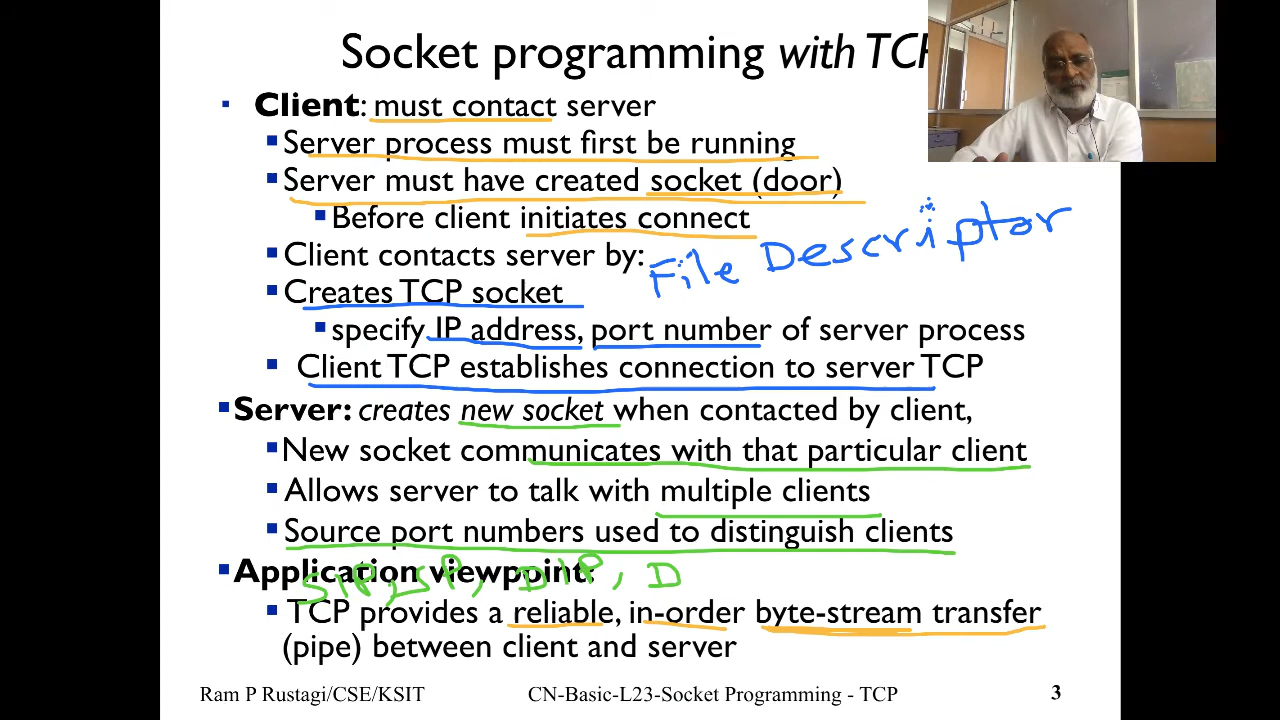 Socket programming with TCP
▪ Client: must contact server
▪ Server process must first be running
▪ Server must have created socket (door)
▪ Before client initiates connect
▪ Client contacts server by:
File Descriptor
▪ Creates TCP socket
▪ specify IP address, port number of server process
▪ Client TCP establishes connection to server TCP
▪ Server: creates new socket when contacted by client,
▪ New socket communicates with that particular client
▪ Allows server to talk with multiple clients
▪ Source port numbers used to distinguish clients
▪ Application viewpoint:
SIP, SP, DIP, D
▪ TCP provides a reliable, in-order byte-stream transfer
(pipe) between client and server
Ram P Rustagi/CSE/KSIT CN-Basic-L23-Socket Programming - TCP 3